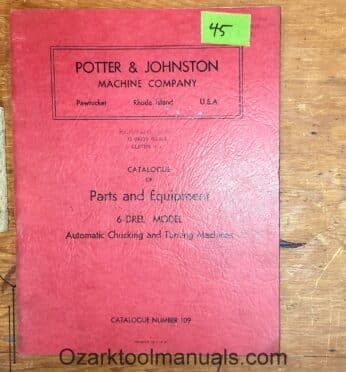 45
POTTER & JOHNSTON
MACHINE COMPANY
Pawtucket Rhode Island U.S.A
CATALOGUE
OF
Parts and Equipment
6-DREL MODEL
Automatic Chucking and Turning Machines
CATALOGUE NUMBER 109
Ozarktoolmanuals.com